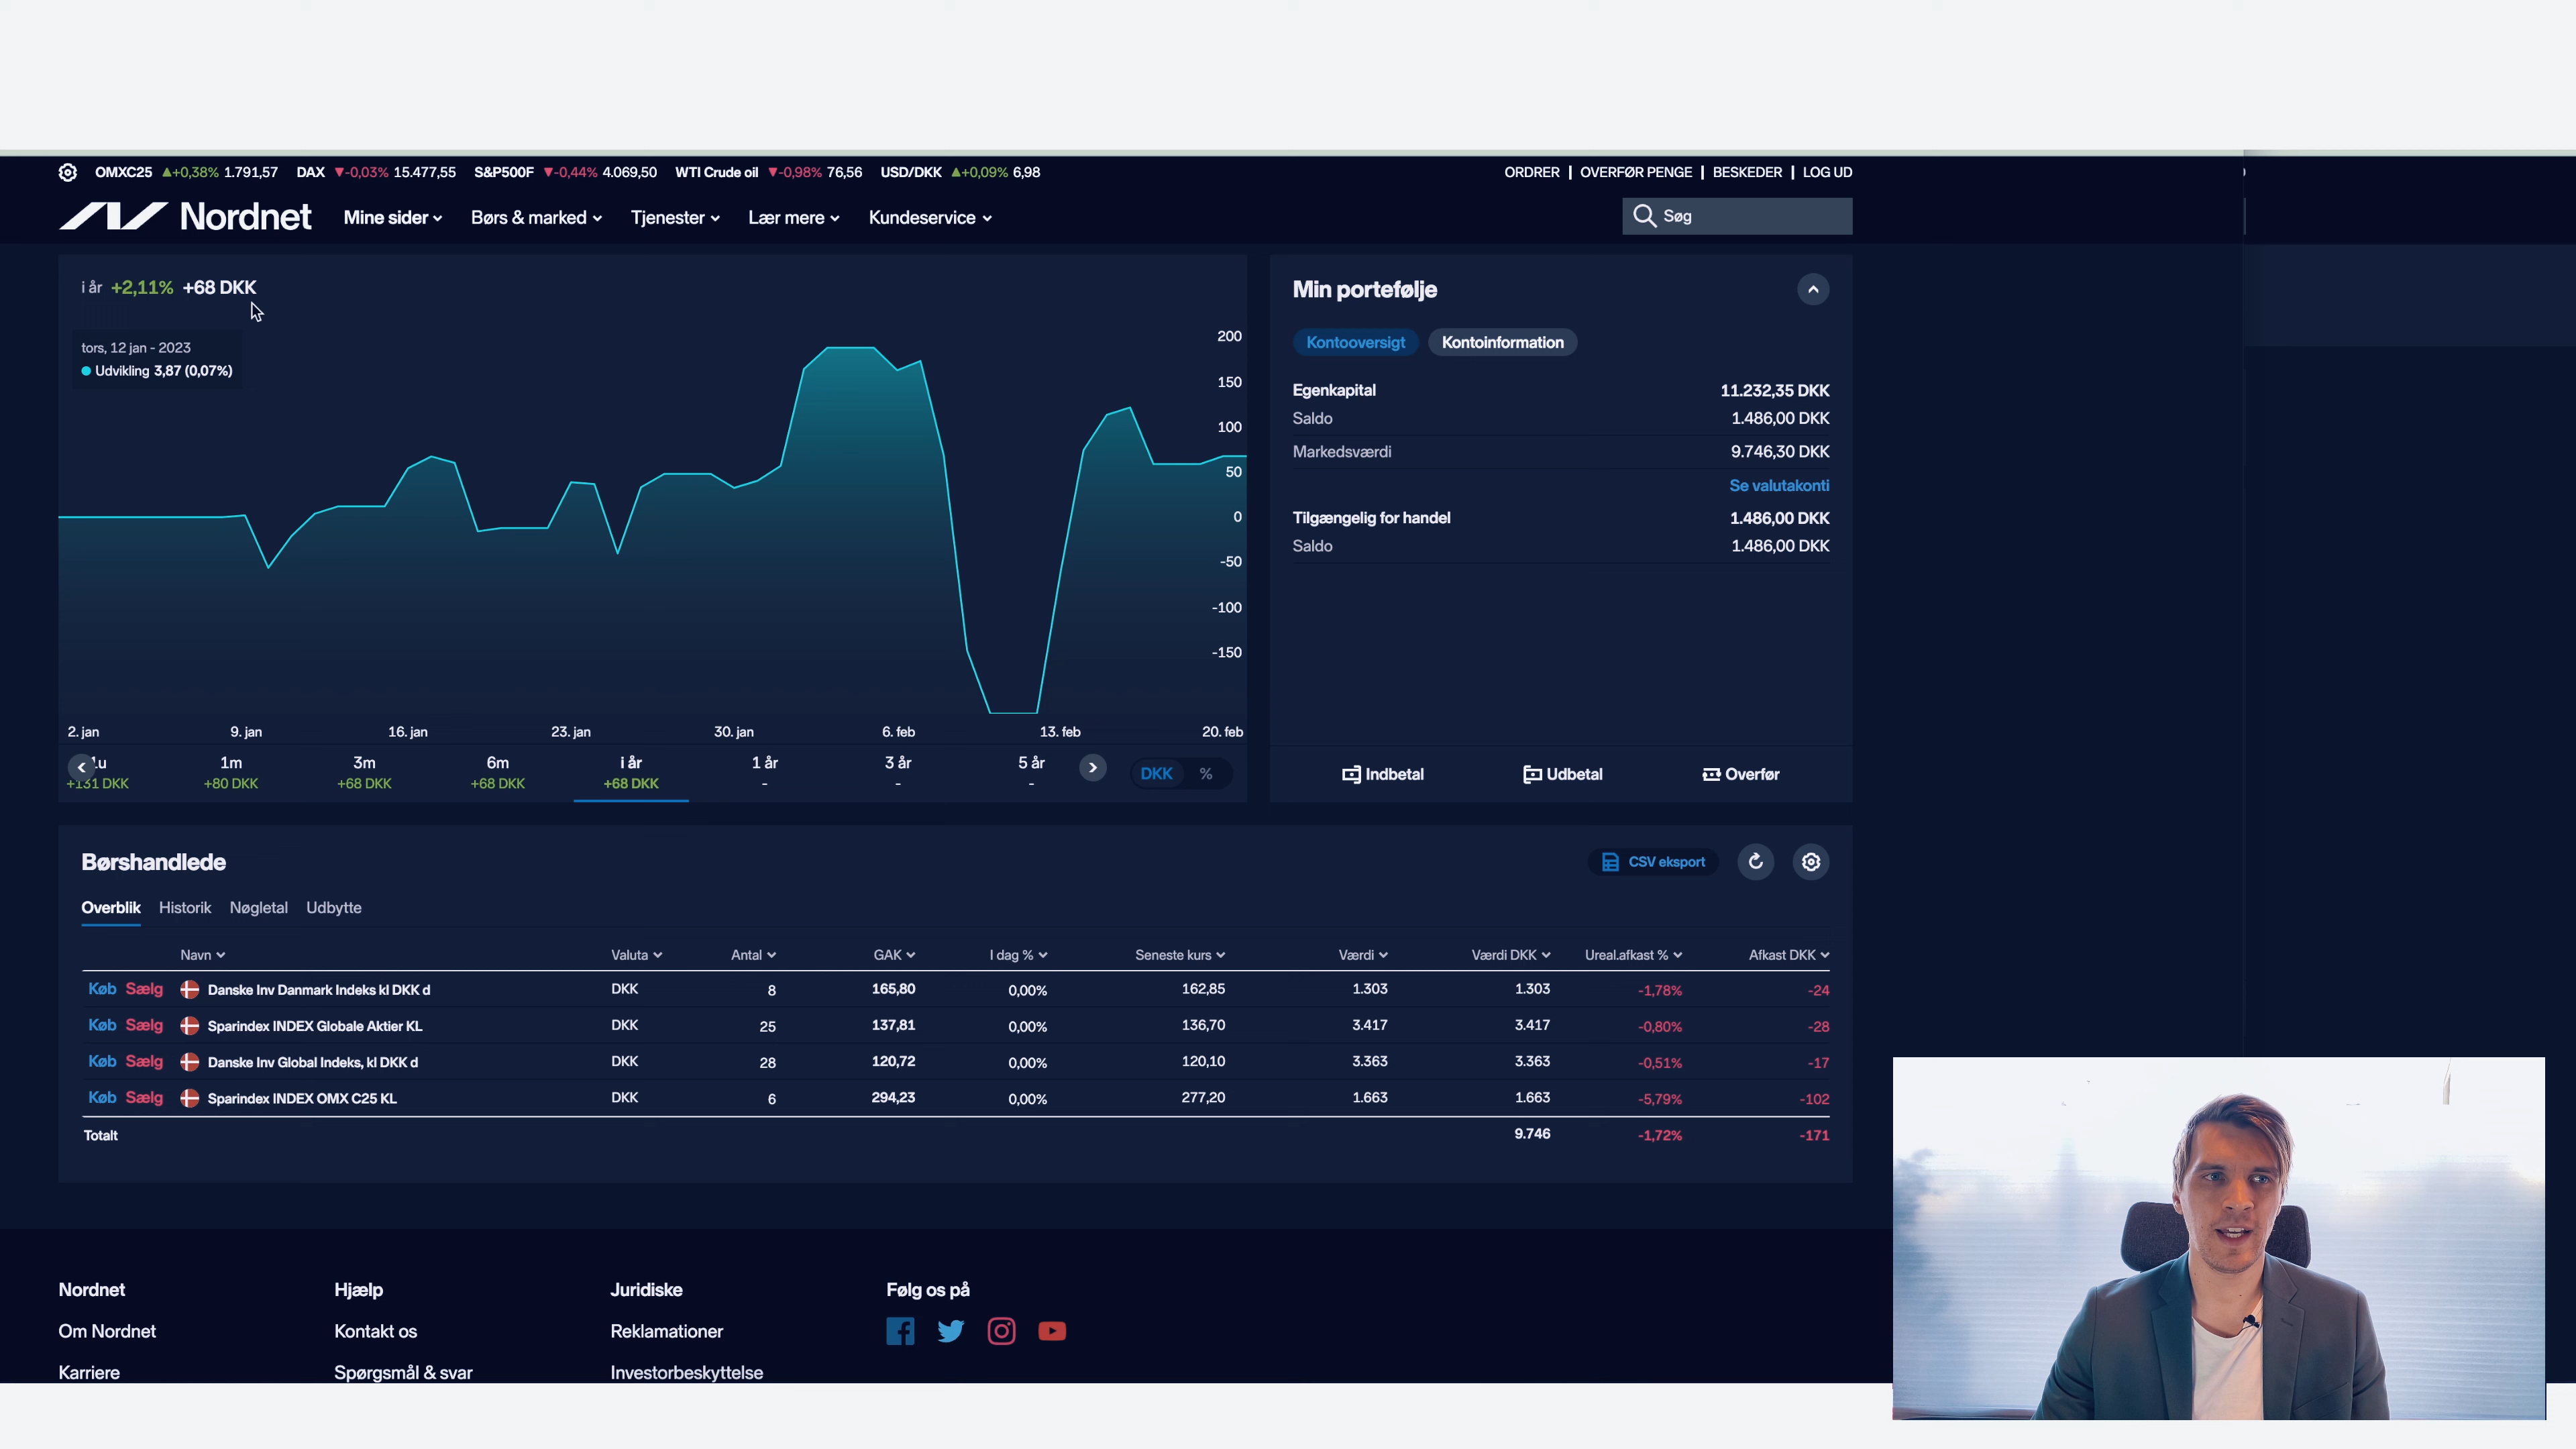 OMXC25 ▲+0,38% 1.791,57 DAX ▼-0,03% 15.477,55 S&P500F ▼-0,44% 4.069,50 WTI Crude oil ▼-0,98% 76,56 USD/DKK ▲+0,09% 6,98
ORDRER | OVERFØR PENGE | BESKEDER | LOG UD
Nordnet Mine sider Børs & marked Tjenester Lær mere Kundeservice
Søg
i år +2,11% +68 DKK
tors, 12 jan - 2023
Udvikling 3,87 (0,07%)
200
150
100
50
0
-50
-100
-150
2. jan 9. jan 16. jan 23. jan 30. jan 6. feb 13. feb 20. feb
1u 1m 3m 6m i år 1 år 3 år 5 år
+131 DKK +80 DKK +68 DKK +68 DKK +68 DKK - - -
DKK %
Min portefølje
Kontooversigt Kontoinformation
Egenkapital 11.232,35 DKK
Saldo 1.486,00 DKK
Markedsværdi 9.746,30 DKK
Se valutakonti
Tilgængelig for handel 1.486,00 DKK
Saldo 1.486,00 DKK
Indbetal Udbetal Overfør
Børshandlede
CSV eksport
Overblik Historik Nøgletal Udbytte
Navn Valuta Antal GAK I dag % Seneste kurs Værdi Værdi DKK Ureal.afkast % Afkast DKK
Køb Sælg Danske Inv Danmark Indeks kl DKK d DKK 8 165,80 0,00% 162,85 1.303 1.303 -1,78% -24
Køb Sælg Sparindex INDEX Globale Aktier KL DKK 25 137,81 0,00% 136,70 3.417 3.417 -0,80% -28
Køb Sælg Danske Inv Global Indeks, kl DKK d DKK 28 120,72 0,00% 120,10 3.363 3.363 -0,51% -17
Køb Sælg Sparindex INDEX OMX C25 KL DKK 6 294,23 0,00% 277,20 1.663 1.663 -5,79% -102
Totalt 9.746 -1,72% -171
Nordnet Hjælp Juridiske Følg os på
Om Nordnet Kontakt os Reklamationer
Karriere Spørgsmål & svar Investorbeskyttelse